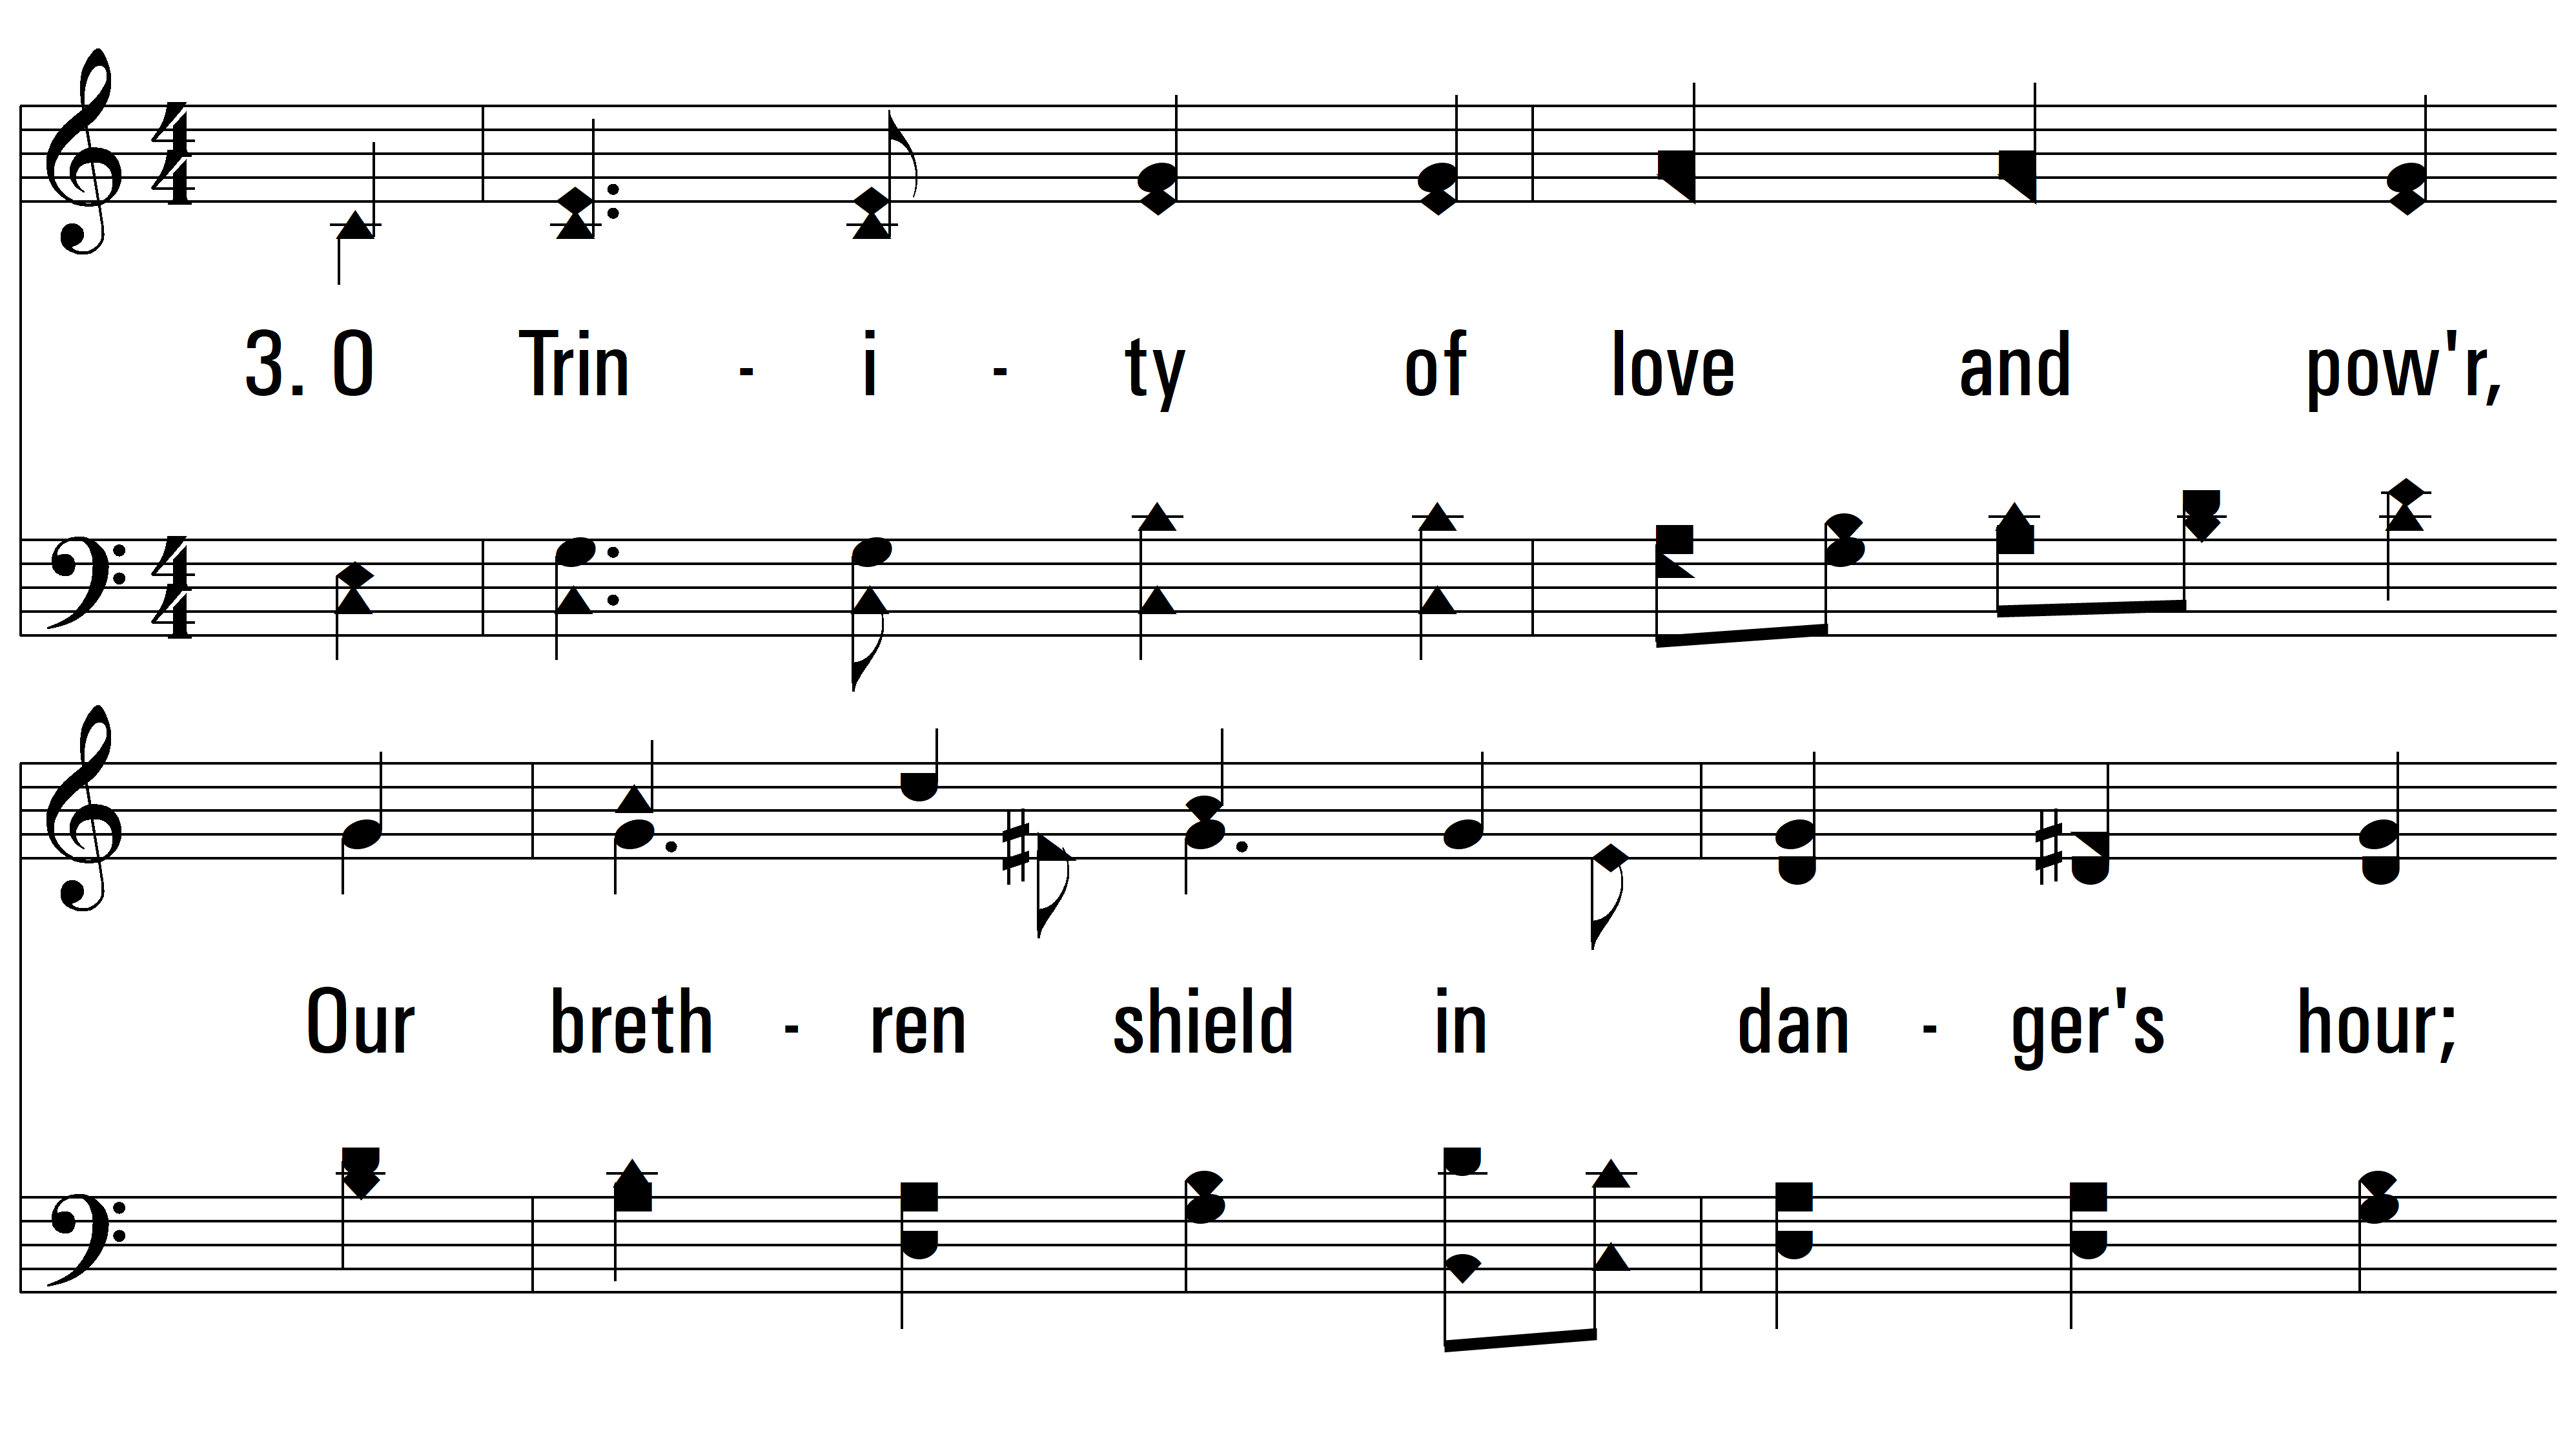 3. O Trin - i - ty of love and pow'r,
Our breth - ren shield in dan - ger's hour;